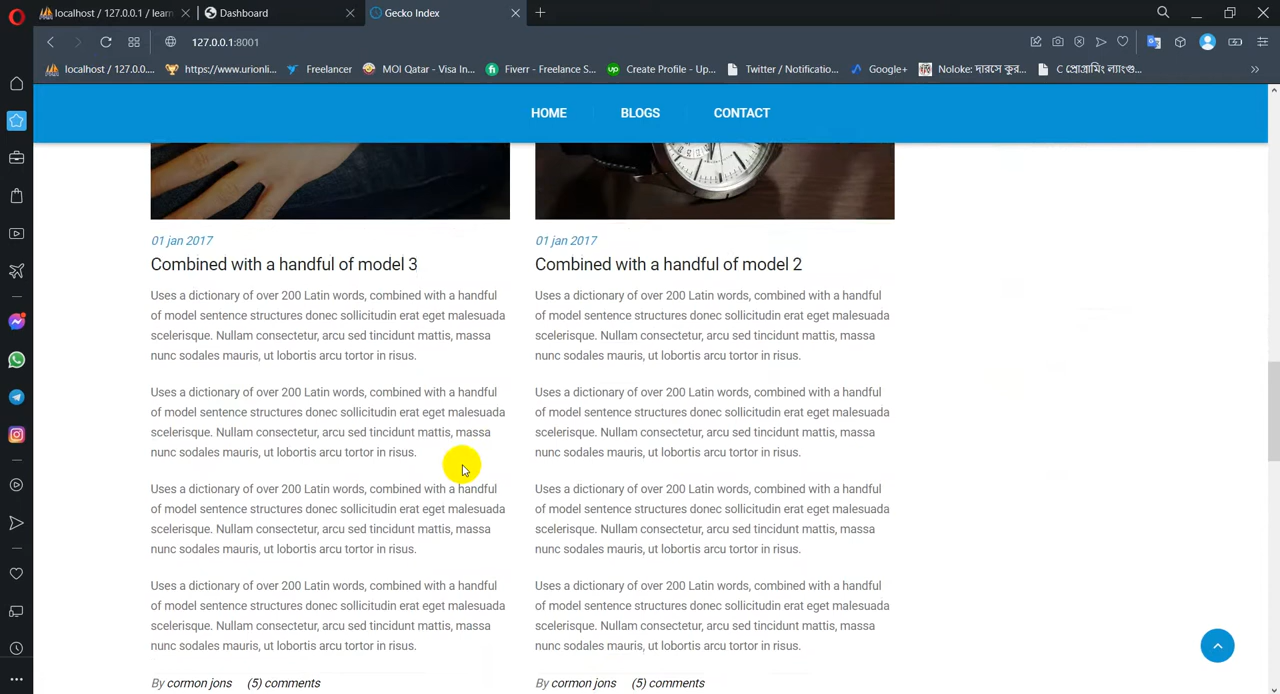 localhost / 127.0.0.1 / learn
Dashboard
Gecko Index
127.0.0.1:8001
localhost / 127.0.0....
https://www.urionli...
Freelancer
MOI Qatar - Visa In...
Fiverr - Freelance S...
Create Profile - Up...
Twitter / Notificatio...
Google+
Noloke: দারসে কুর...
C প্রোগ্রামিং ল্যাংগু...
HOME
BLOGS
CONTACT
01 jan 2017
Combined with a handful of model 3
Uses a dictionary of over 200 Latin words, combined with a handful
of model sentence structures donec sollicitudin erat eget malesuada
scelerisque. Nullam consectetur, arcu sed tincidunt mattis, massa
nunc sodales mauris, ut lobortis arcu tortor in risus.
Uses a dictionary of over 200 Latin words, combined with a handful
of model sentence structures donec sollicitudin erat eget malesuada
scelerisque. Nullam consectetur, arcu sed tincidunt mattis, massa
nunc sodales mauris, ut lobortis arcu tortor in risus.
Uses a dictionary of over 200 Latin words, combined with a handful
of model sentence structures donec sollicitudin erat eget malesuada
scelerisque. Nullam consectetur, arcu sed tincidunt mattis, massa
nunc sodales mauris, ut lobortis arcu tortor in risus.
Uses a dictionary of over 200 Latin words, combined with a handful
of model sentence structures donec sollicitudin erat eget malesuada
scelerisque. Nullam consectetur, arcu sed tincidunt mattis, massa
nunc sodales mauris, ut lobortis arcu tortor in risus.
By cormon jons (5) comments
01 jan 2017
Combined with a handful of model 2
Uses a dictionary of over 200 Latin words, combined with a handful
of model sentence structures donec sollicitudin erat eget malesuada
scelerisque. Nullam consectetur, arcu sed tincidunt mattis, massa
nunc sodales mauris, ut lobortis arcu tortor in risus.
Uses a dictionary of over 200 Latin words, combined with a handful
of model sentence structures donec sollicitudin erat eget malesuada
scelerisque. Nullam consectetur, arcu sed tincidunt mattis, massa
nunc sodales mauris, ut lobortis arcu tortor in risus.
Uses a dictionary of over 200 Latin words, combined with a handful
of model sentence structures donec sollicitudin erat eget malesuada
scelerisque. Nullam consectetur, arcu sed tincidunt mattis, massa
nunc sodales mauris, ut lobortis arcu tortor in risus.
Uses a dictionary of over 200 Latin words, combined with a handful
of model sentence structures donec sollicitudin erat eget malesuada
scelerisque. Nullam consectetur, arcu sed tincidunt mattis, massa
nunc sodales mauris, ut lobortis arcu tortor in risus.
By cormon jons (5) comments